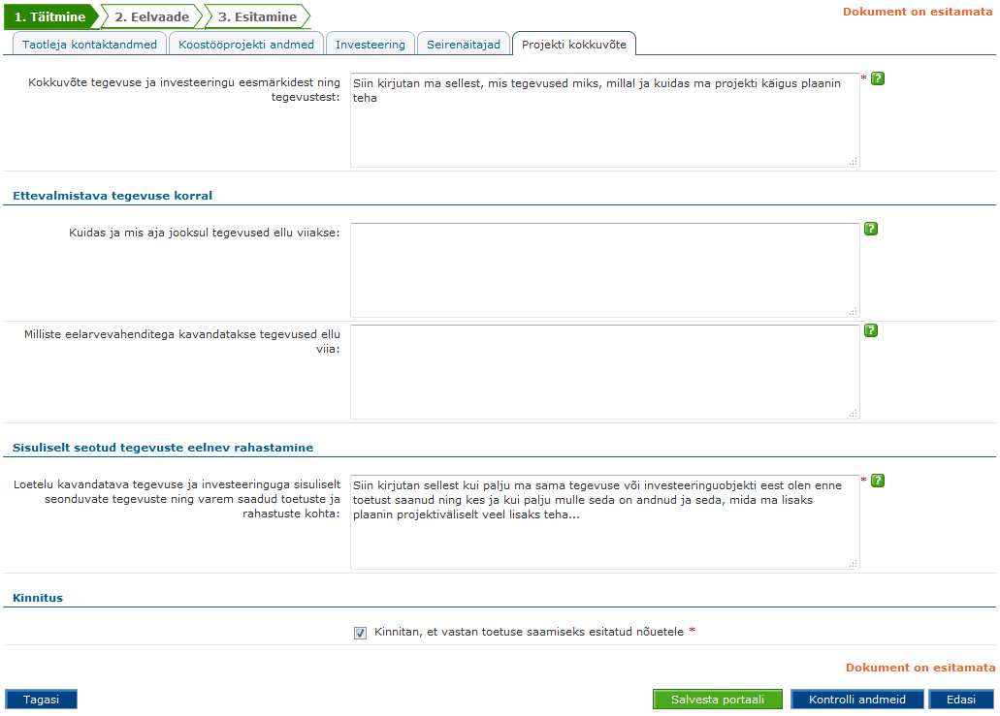 1. Täitmine 2. Eelvaade 3. Esitamine Dokument on esitamata
Taotleja kontaktandmed Koostööprojekti andmed Investeering Seirenäitajad Projekti kokkuvõte
Kokkuvõte tegevuse ja investeeringu eesmärkidest ning
tegevustest:
Siin kirjutan ma sellest, mis tegevused miks, millal ja kuidas ma projekti käigus plaanin
teha
* ?
Ettevalmistava tegevuse korral
Kuidas ja mis aja jooksul tegevused ellu viiakse: ?
Milliste eelarvevahenditega kavandatakse tegevused ellu
viia:
?
Sisuliselt seotud tegevuste eelnev rahastamine
Loetelu kavandatava tegevuse ja investeeringuga sisuliselt
seonduvate tegevuste ning varem saadud toetuste ja
rahastuste kohta:
Siin kirjutan sellest kui palju ma sama tegevuse või investeeringuobjekti eest olen enne
toetust saanud ning kes ja kui palju mulle seda on andnud ja seda, mida ma lisaks
plaanin projektiväliselt veel lisaks teha...
* ?
Kinnitus
Kinnitan, et vastan toetuse saamiseks esitatud nõuetele *
Dokument on esitamata
Tagasi Salvesta portaali Kontrolli andmeid Edasi